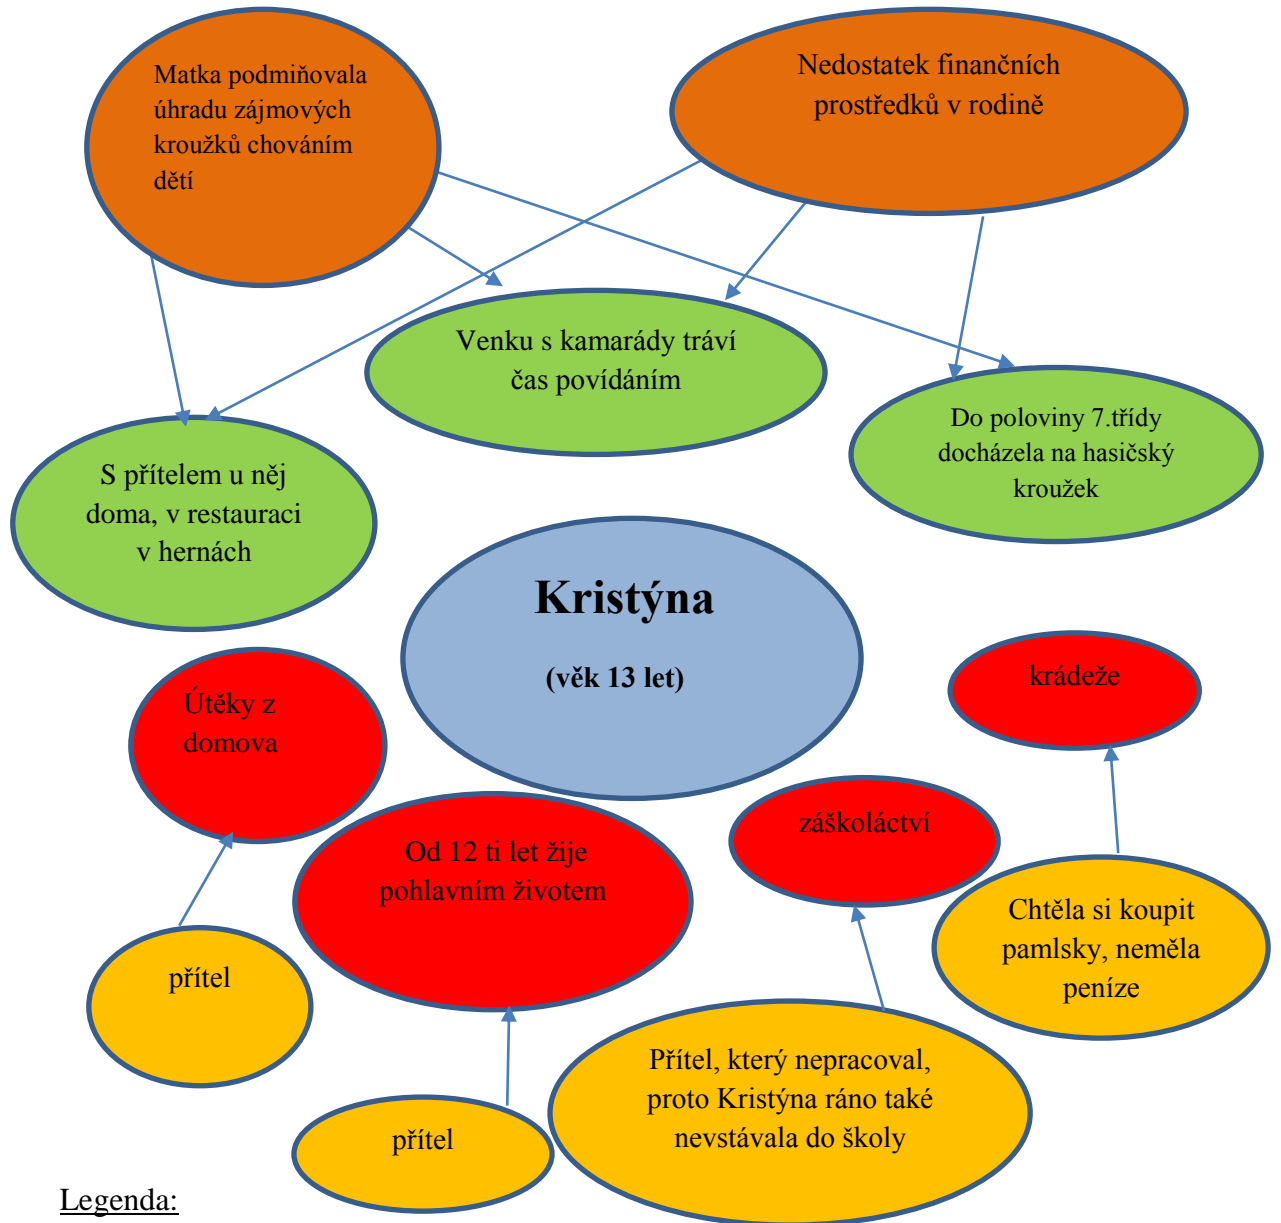 Matka podmiňovala
úhradu zájmových
kroužků chováním
dětí
Nedostatek finančních
prostředků v rodině
Venku s kamarády tráví
čas povídáním
Do poloviny 7.třídy
docházela na hasičský
kroužek
S přítelem u něj
doma, v restauraci
v hernách
Kristýna
(věk 13 let)
krádeže
Útěky z
domova
záškoláctví
Od 12 ti let žije
pohlavním životem
Chtěla si koupit
pamlsky, neměla
peníze
přítel
Přítel, který nepracoval,
proto Kristýna ráno také
nevstávala do školy
přítel
Legenda: